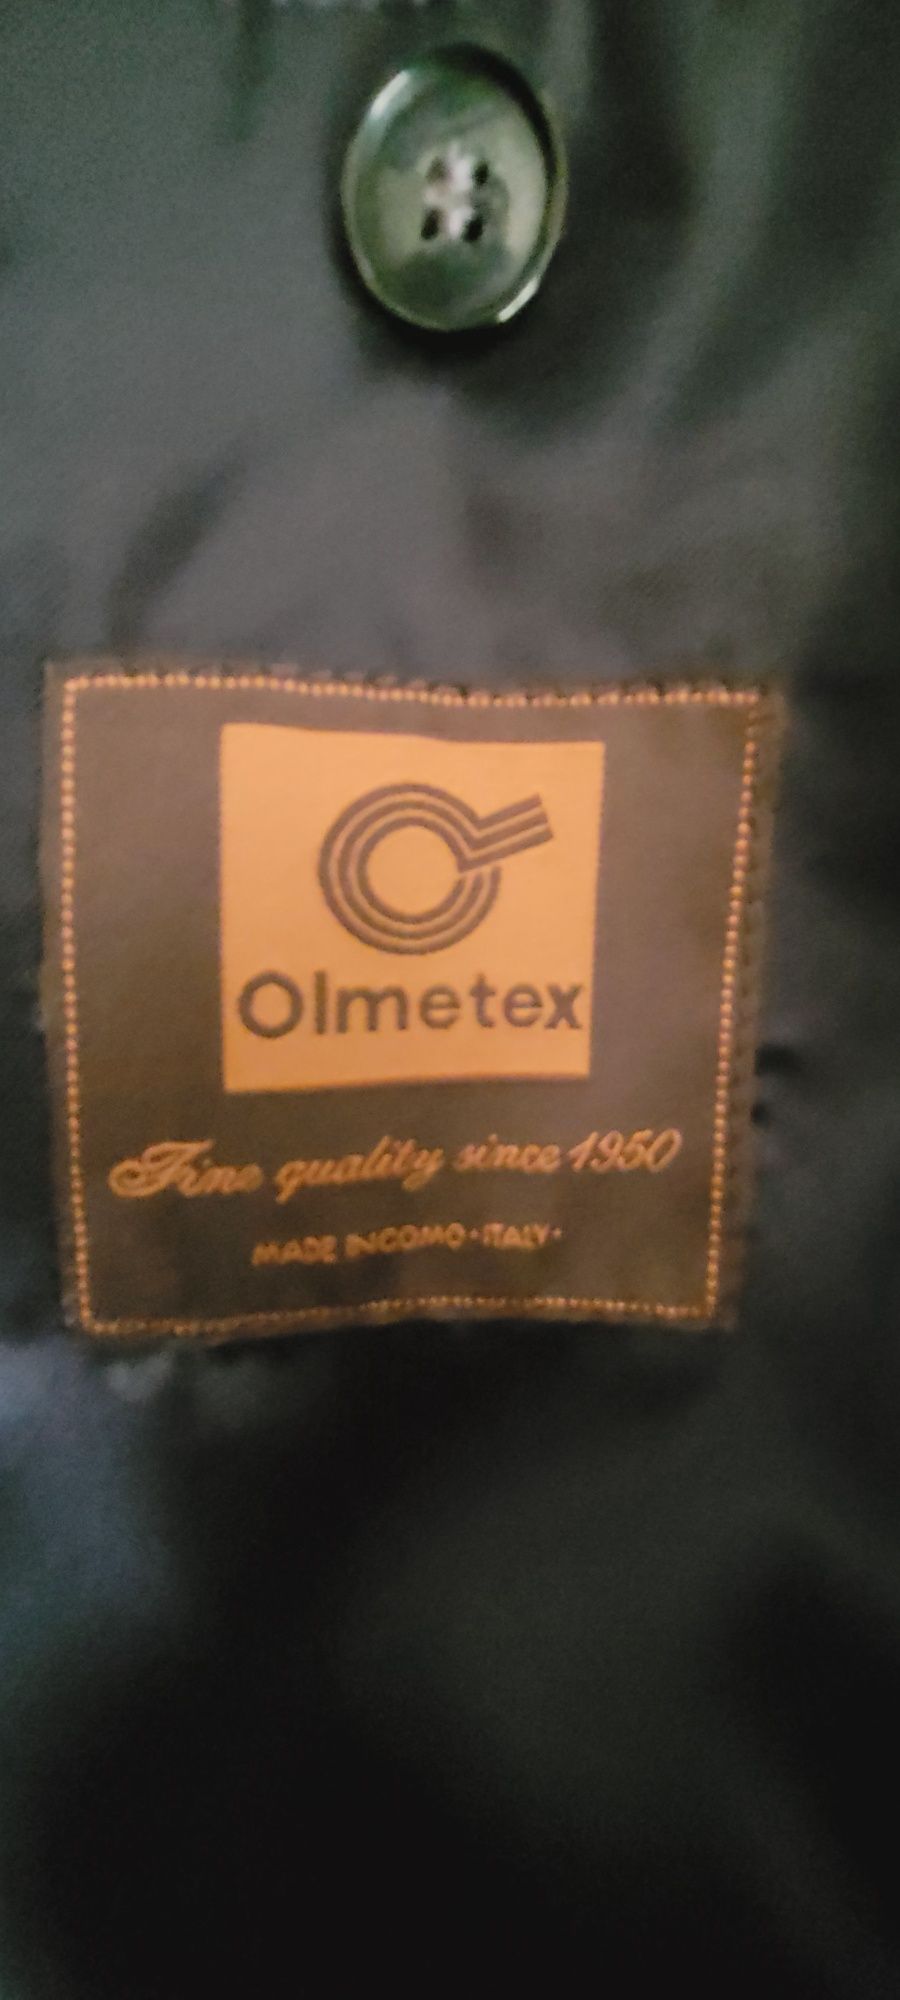 Olmetex
Fine quality since 1950
MADE IN COMO·ITALY·